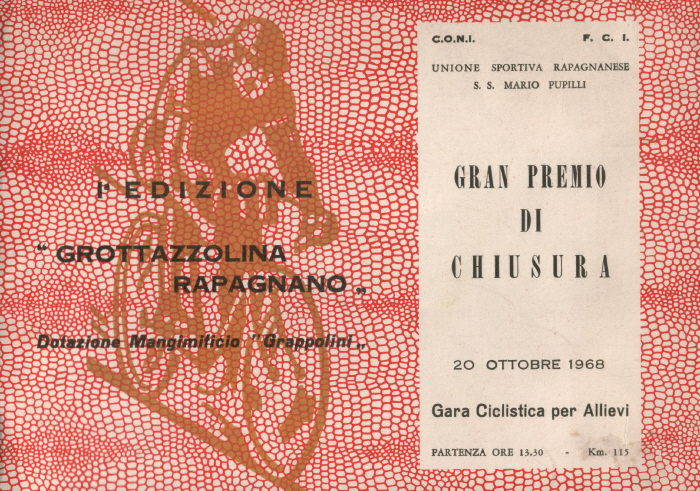 Iª EDIZIONE
“ GROTTAZZOLINA
RAPAGNANO „
Dotazione Mangimificio "Grappolini„
C.O.N.I. F. C. I.
UNIONE SPORTIVA RAPAGNANESE
S. S. MARIO PUPILLI
GRAN PREMIO
DI
CHIUSURA
20 OTTOBRE 1968
Gara Ciclistica per Allievi
PARTENZA ORE 13.30 - Km. 115